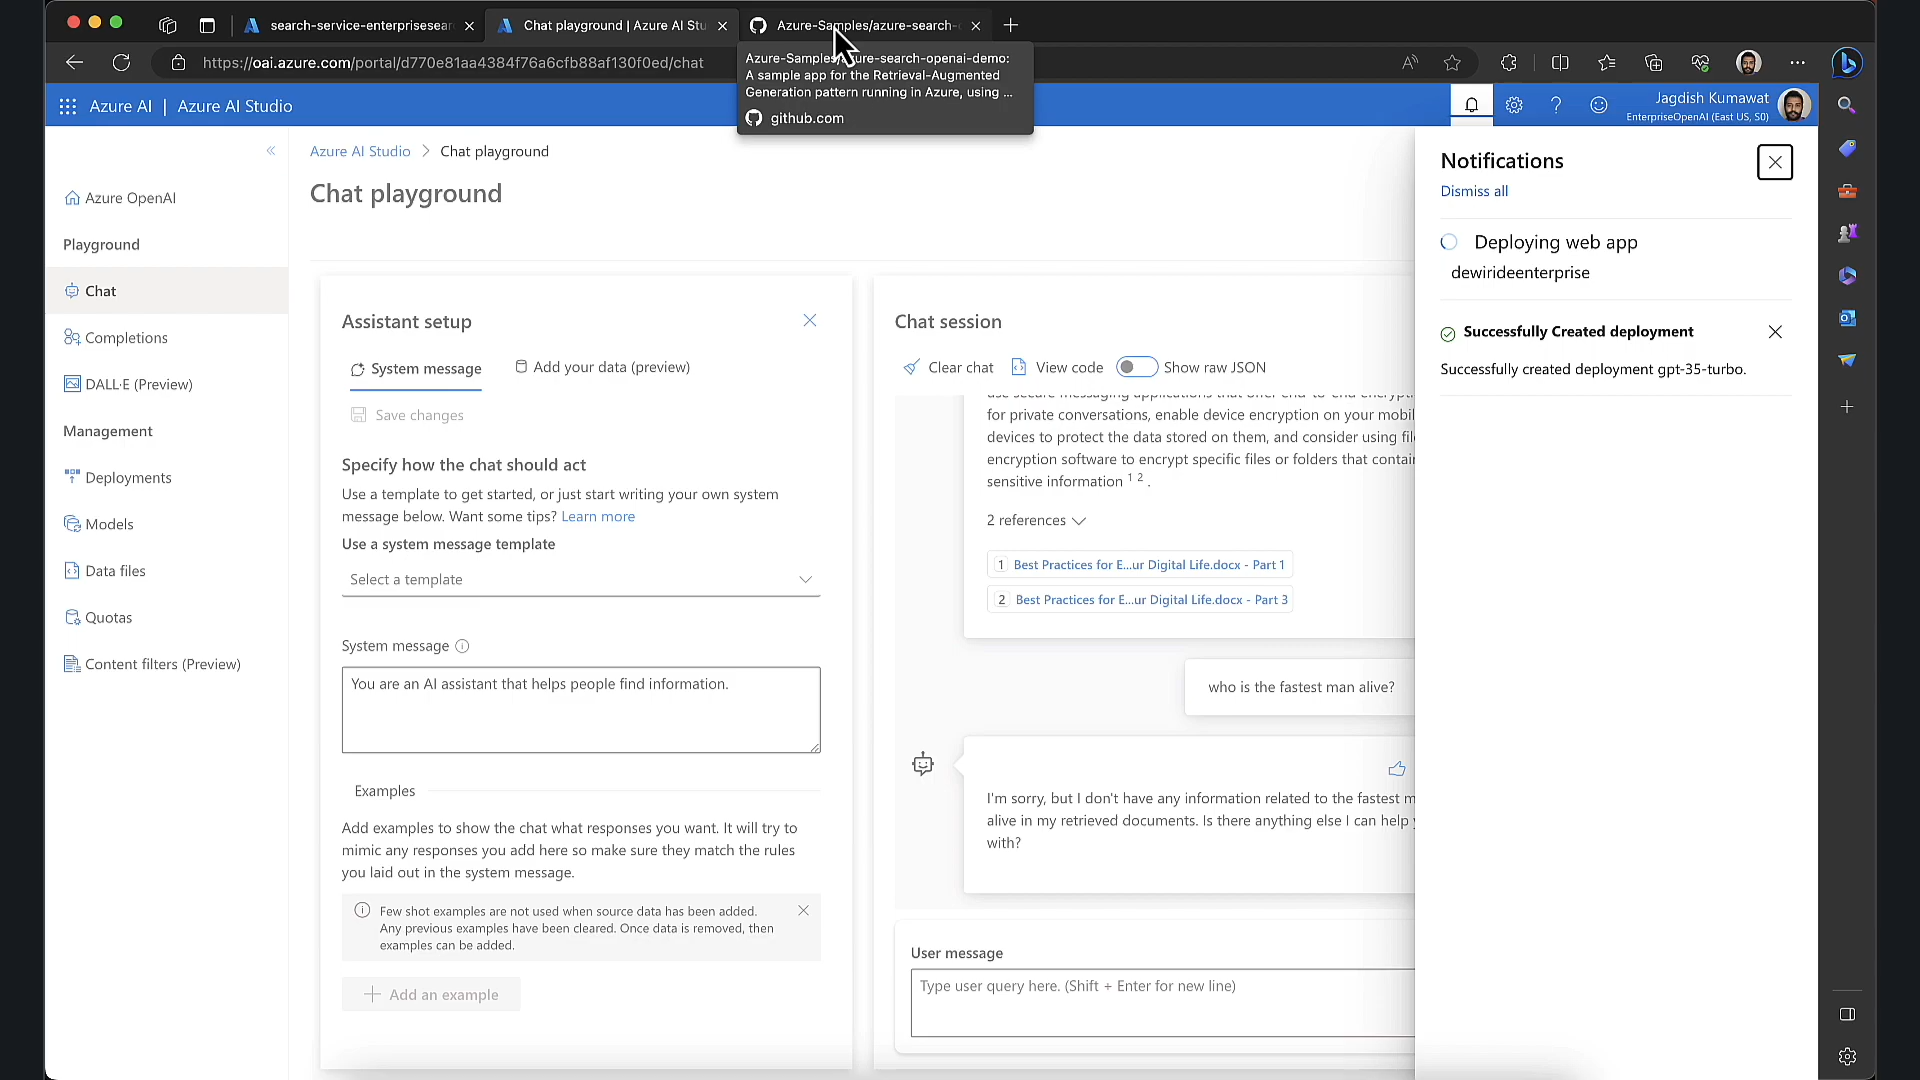 search-service-enterprisesear
Chat playground | Azure AI Stu
Azure-Samples/azure-search-
https://oai.azure.com/portal/d770e81aa4384f76a6cfb88af130f0ed/chat
A sample app for the Retrieval-Augmented
Generation pattern running in Azure, using ...
github.com
Azure AI | Azure AI Studio
Jagdish Kumawat
EnterpriseOpenAI (East US, S0)
Azure OpenAI
Playground
Chat
Completions
DALL·E (Preview)
Management
Deployments
Models
Data files
Quotas
Content filters (Preview)
Azure AI Studio > Chat playground
Chat playground
Assistant setup
System message
Add your data (preview)
Save changes
Specify how the chat should act
Use a template to get started, or just start writing your own system
message below. Want some tips? Learn more
Use a system message template
Select a template
System message
You are an AI assistant that helps people find information.
Examples
Add examples to show the chat what responses you want. It will try to
mimic any responses you add here so make sure they match the rules
you laid out in the system message.
Few shot examples are not used when source data has been added.
Any previous examples have been cleared. Once data is removed, then
examples can be added.
Add an example
Chat session
Clear chat
View code
Show raw JSON
use secure messaging applications that offer end-to-end
for private conversations, enable device encryption on your
devices to protect the data stored on them, and consider using
encryption software to encrypt specific files or folders that
sensitive information 1 2 .
2 references
1 Best Practices for E...ur Digital Life.docx - Part 1
2 Best Practices for E...ur Digital Life.docx - Part 3
who is the fastest man alive?
I'm sorry, but I don't have any information related to the fastest
alive in my retrieved documents. Is there anything else I can help
with?
User message
Type user query here. (Shift + Enter for new line)
Notifications
Dismiss all
Deploying web app
dewirideenterprise
Successfully Created deployment
Successfully created deployment gpt-35-turbo.